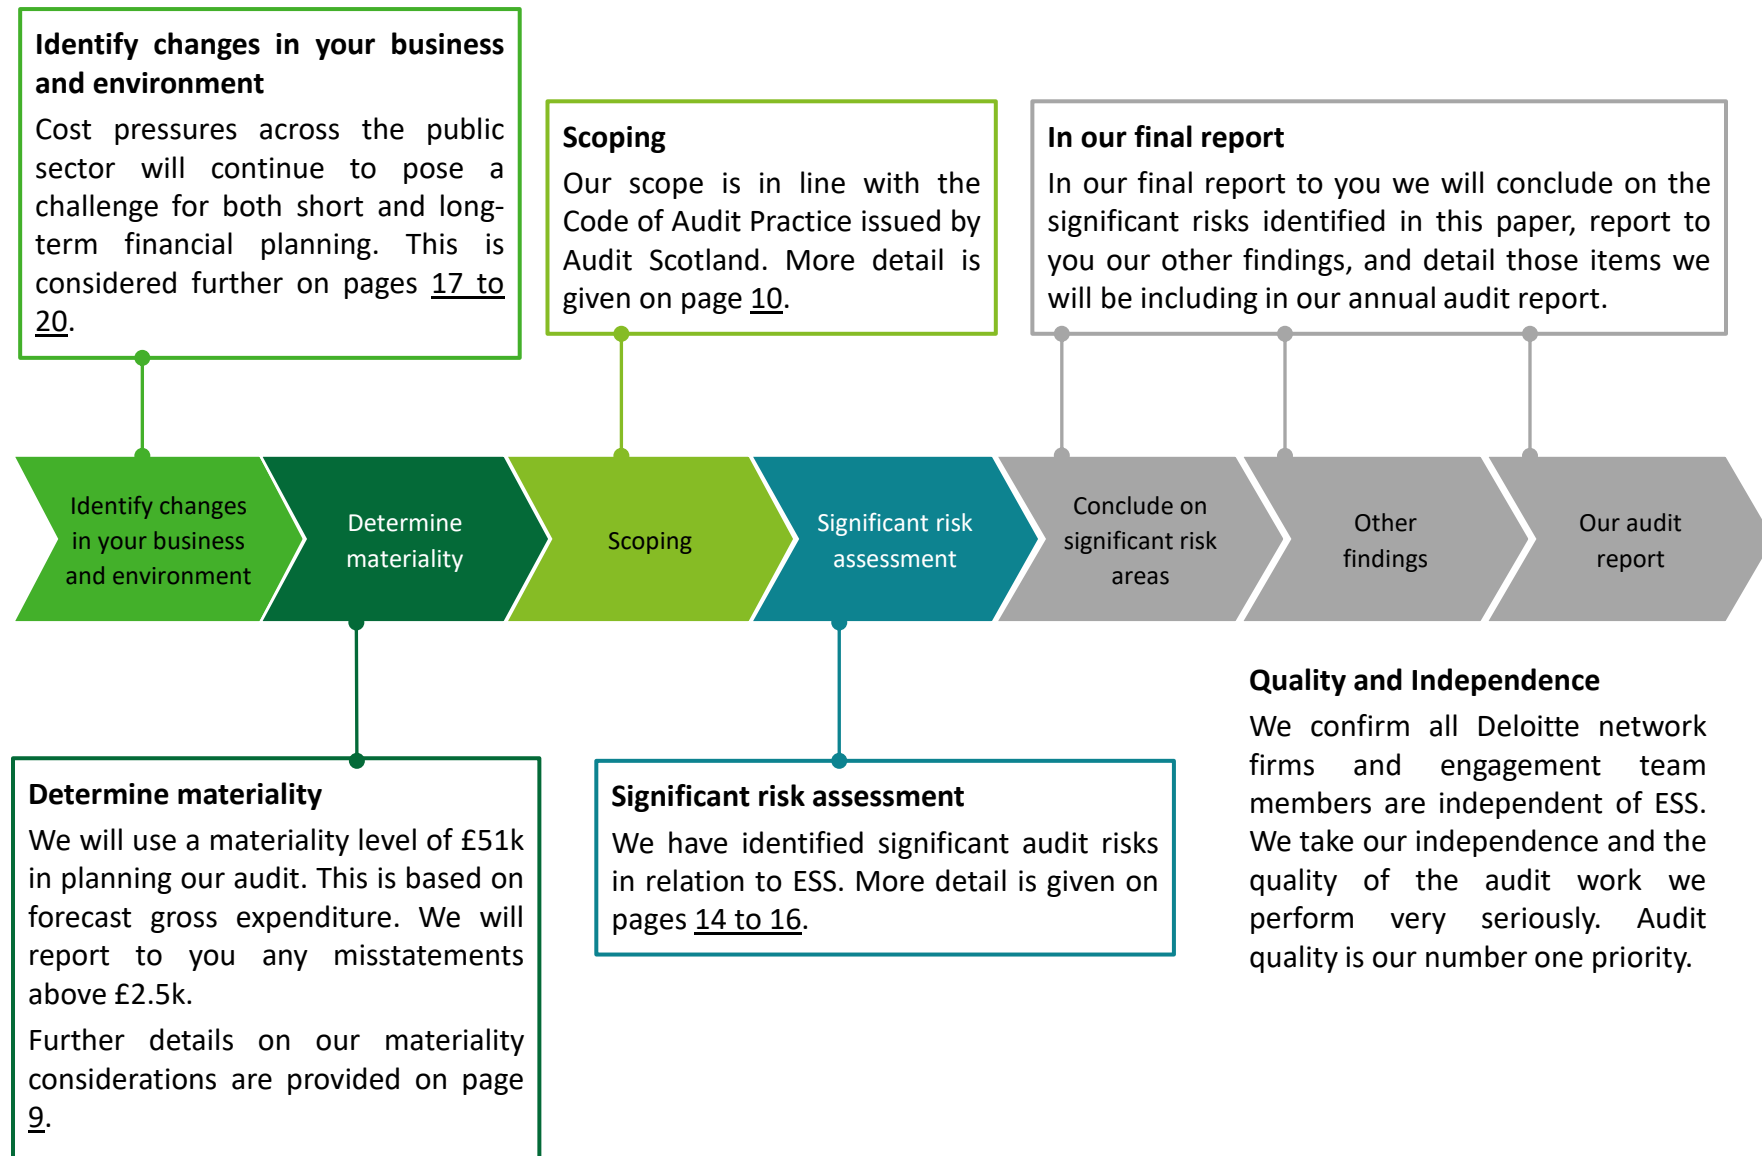 Identify changes in your business
and environment
Cost pressures across the public
sector will continue to pose a
challenge for both short and long-
term financial planning. This is
considered further on pages 17 to
20.
Scoping
Our scope is in line with the
Code of Audit Practice issued by
Audit Scotland. More detail is
given on page 10.
In our final report
In our final report to you we will conclude on the
significant risks identified in this paper, report to
you our other findings, and detail those items we
will be including in our annual audit report.
Identify changes
in your business
and environment
Determine
materiality
Scoping
Significant risk
assessment
Conclude on
significant risk
areas
Other
findings
Our audit
report
Determine materiality
We will use a materiality level of £51k
in planning our audit. This is based on
forecast gross expenditure. We will
report to you any misstatements
above £2.5k.
Further details on our materiality
considerations are provided on page
9.
Significant risk assessment
We have identified significant audit risks
in relation to ESS. More detail is given on
pages 14 to 16.
Quality and Independence
We confirm all Deloitte network
firms and engagement team
members are independent of ESS.
We take our independence and the
quality of the audit work we
perform very seriously. Audit
quality is our number one priority.